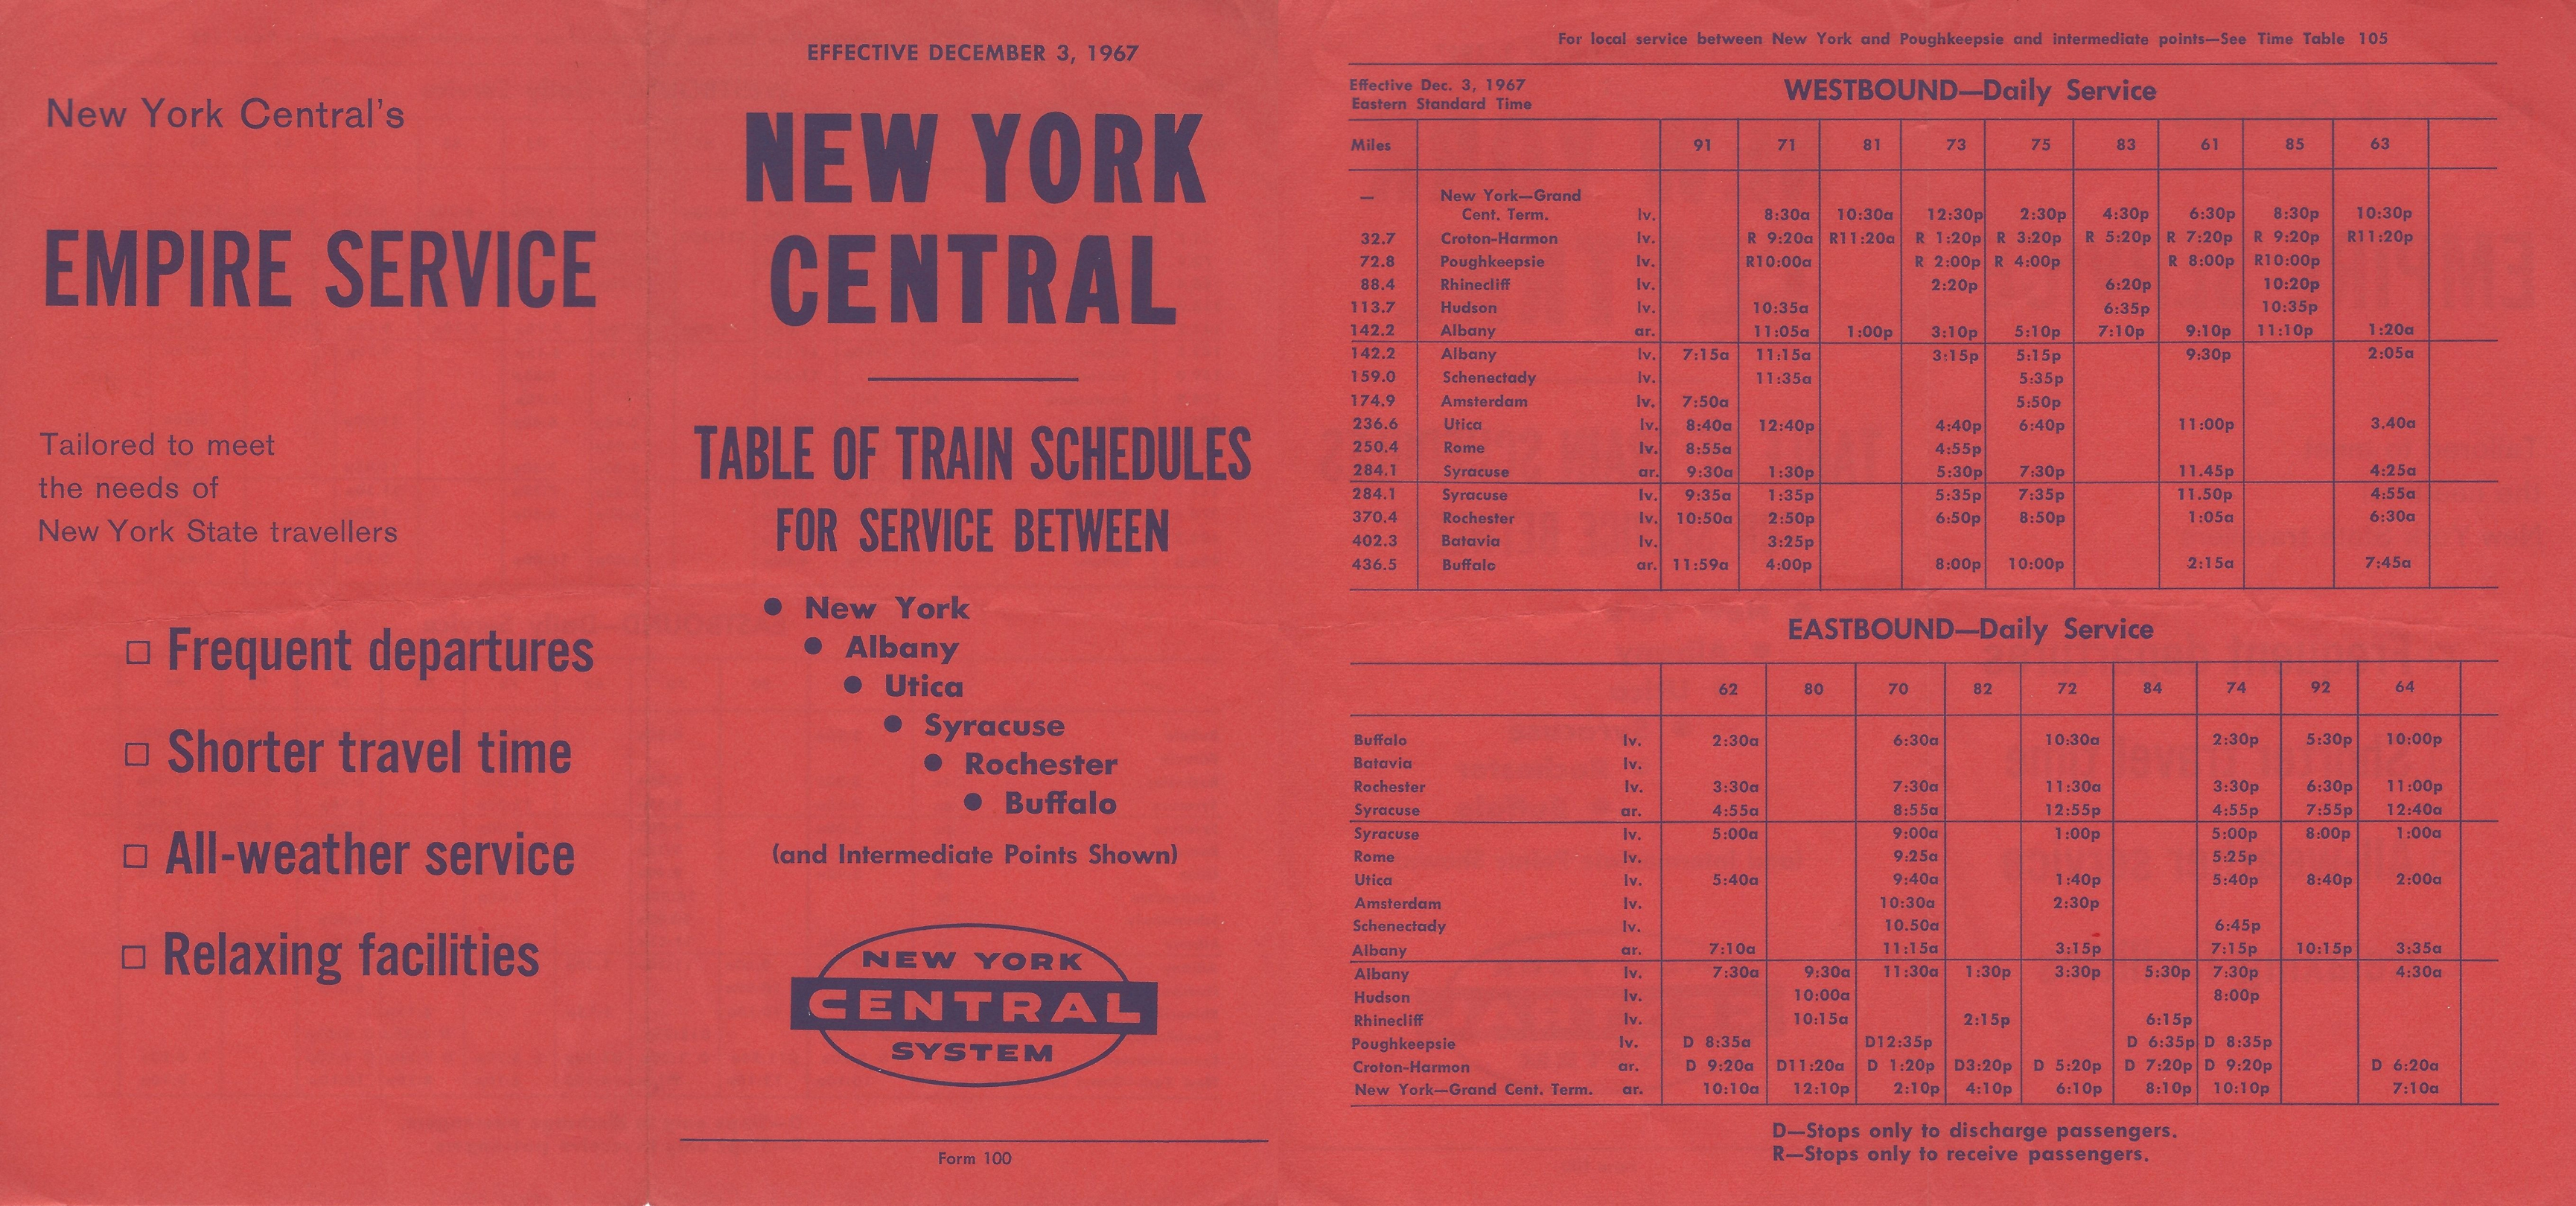 New York Central's
EMPIRE SERVICE
Tailored to meet
the needs of
New York State travellers
□ Frequent departures
□ Shorter travel time
□ All-weather service
□ Relaxing facilities
EFFECTIVE DECEMBER 3, 1967
NEW YORK
CENTRAL
TABLE OF TRAIN SCHEDULES
FOR SERVICE BETWEEN
● New York
● Albany
● Utica
● Syracuse
● Rochester
● Buffalo
(and Intermediate Points Shown)
NEW YORK
CENTRAL
SYSTEM
Form 100
For local service between New York and Poughkeepsie and intermediate points—See Time Table 105
Effective Dec. 3, 1967
Eastern Standard Time
WESTBOUND—Daily Service
Miles 91 71 81 73 75 83 61 85 63
— New York—Grand
Cent. Term. lv. 8:30a 10:30a 12:30p 2:30p 4:30p 6:30p 8:30p 10:30p
32.7 Croton-Harmon lv. R 9:20a R11:20a R 1:20p R 3:20p R 5:20p R 7:20p R 9:20p R11:20p
72.8 Poughkeepsie lv. R10:00a R 2:00p R 4:00p R 8:00p R10:00p
88.4 Rhinecliff lv. 2:20p 6:20p 10:20p
113.7 Hudson lv. 10:35a 6:35p 10:35p
142.2 Albany ar. 11:05a 1:00p 3:10p 5:10p 7:10p 9:10p 11:10p 1:20a
142.2 Albany lv. 7:15a 11:15a 3:15p 5:15p 9:30p 2:05a
159.0 Schenectady lv. 11:35a 5:35p
174.9 Amsterdam lv. 7:50a 5:50p
236.6 Utica lv. 8:40a 12:40p 4:40p 6:40p 11:00p 3.40a
250.4 Rome lv. 8:55a 4:55p
284.1 Syracuse ar. 9:30a 1:30p 5:30p 7:30p 11.45p 4:25a
284.1 Syracuse lv. 9:35a 1:35p 5:35p 7:35p 11.50p 4:55a
370.4 Rochester lv. 10:50a 2:50p 6:50p 8:50p 1:05a 6:30a
402.3 Batavia lv. 3:25p
436.5 Buffalo ar. 11:59a 4:00p 8:00p 10:00p 2:15a 7:45a
EASTBOUND—Daily Service
62 80 70 82 72 84 74 92 64
Buffalo lv. 2:30a 6:30a 10:30a 2:30p 5:30p 10:00p
Batavia lv.
Rochester lv. 3:30a 7:30a 11:30a 3:30p 6:30p 11:00p
Syracuse ar. 4:55a 8:55a 12:55p 4:55p 7:55p 12:40a
Syracuse lv. 5:00a 9:00a 1:00p 5:00p 8:00p 1:00a
Rome lv. 9:25a 5:25p
Utica lv. 5:40a 9:40a 1:40p 5:40p 8:40p 2:00a
Amsterdam lv. 10:30a 2:30p
Schenectady lv. 10.50a 6:45p
Albany ar. 7:10a 11:15a 3:15p 7:15p 10:15p 3:35a
Albany lv. 7:30a 9:30a 11:30a 1:30p 3:30p 5:30p 7:30p 4:30a
Hudson lv. 10:00a 8:00p
Rhinecliff lv. 10:15a 2:15p 6:15p
Poughkeepsie lv. D 8:35a D12:35p D 6:35p D 8:35p
Croton-Harmon ar. D 9:20a D11:20a D 1:20p D3:20p D 5:20p D 7:20p D 9:20p D 6:20a
New York—Grand Cent. Term. ar. 10:10a 12:10p 2:10p 4:10p 6:10p 8:10p 10:10p 7:10a
D—Stops only to discharge passengers.
R—Stops only to receive passengers.